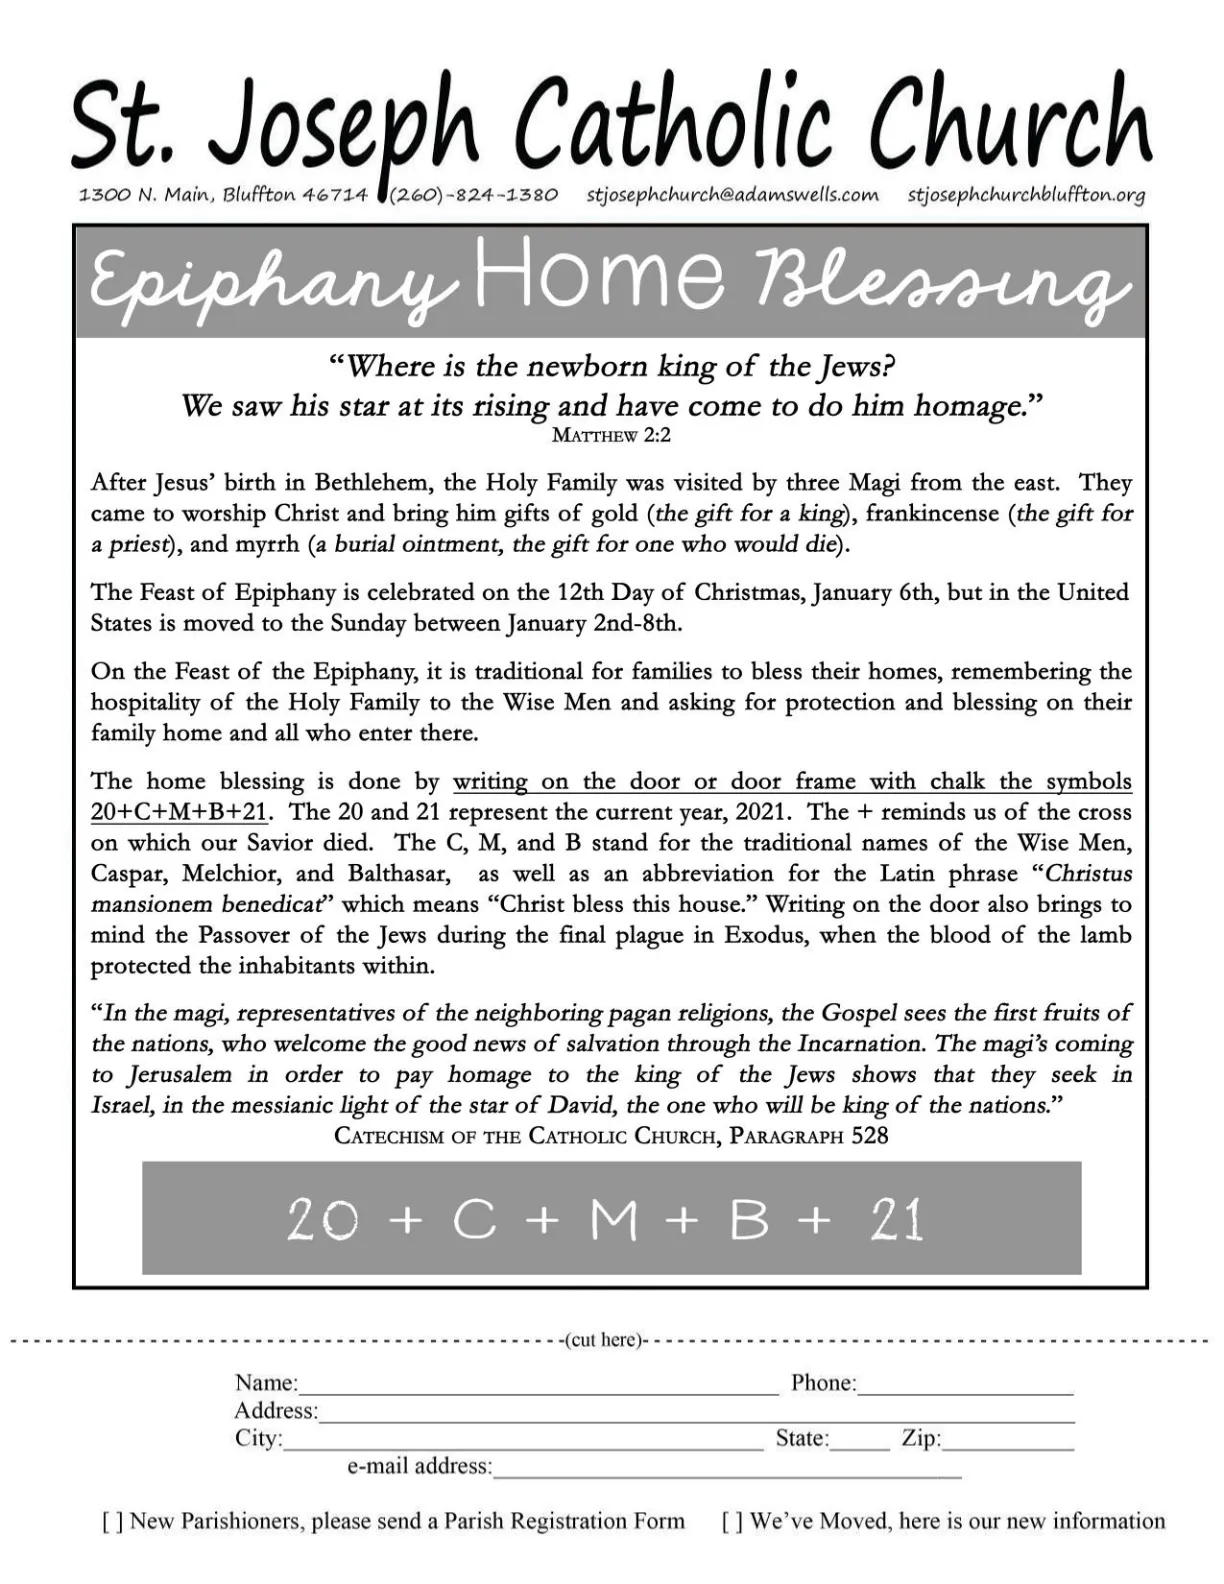 St. Joseph Catholic Church
1300 N. Main, Bluffton 46714 (260)-824-1380 stjosephchurch@adamswells.com stjosephchurchbluffton.org
Epiphany Home Blessing
“Where is the newborn king of the Jews?
We saw his star at its rising and have come to do him homage.”
Matthew 2:2
After Jesus’ birth in Bethlehem, the Holy Family was visited by three Magi from the east. They
came to worship Christ and bring him gifts of gold (the gift for a king), frankincense (the gift for
a priest), and myrrh (a burial ointment, the gift for one who would die).
The Feast of Epiphany is celebrated on the 12th Day of Christmas, January 6th, but in the United
States is moved to the Sunday between January 2nd-8th.
On the Feast of the Epiphany, it is traditional for families to bless their homes, remembering the
hospitality of the Holy Family to the Wise Men and asking for protection and blessing on their
family home and all who enter there.
The home blessing is done by writing on the door or door frame with chalk the symbols
20+C+M+B+21. The 20 and 21 represent the current year, 2021. The + reminds us of the cross
on which our Savior died. The C, M, and B stand for the traditional names of the Wise Men,
Caspar, Melchior, and Balthasar, as well as an abbreviation for the Latin phrase “Christus
mansionem benedicat” which means “Christ bless this house.” Writing on the door also brings to
mind the Passover of the Jews during the final plague in Exodus, when the blood of the lamb
protected the inhabitants within.
“In the magi, representatives of the neighboring pagan religions, the Gospel sees the first fruits of
the nations, who welcome the good news of salvation through the Incarnation. The magi’s coming
to Jerusalem in order to pay homage to the king of the Jews shows that they seek in
Israel, in the messianic light of the star of David, the one who will be king of the nations.”
Catechism of the Catholic Church, Paragraph 528
20 + C + M + B + 21
(cut here)
Name: Phone:
Address:
City: State: Zip:
e-mail address:
[ ] New Parishioners, please send a Parish Registration Form [ ] We’ve Moved, here is our new information